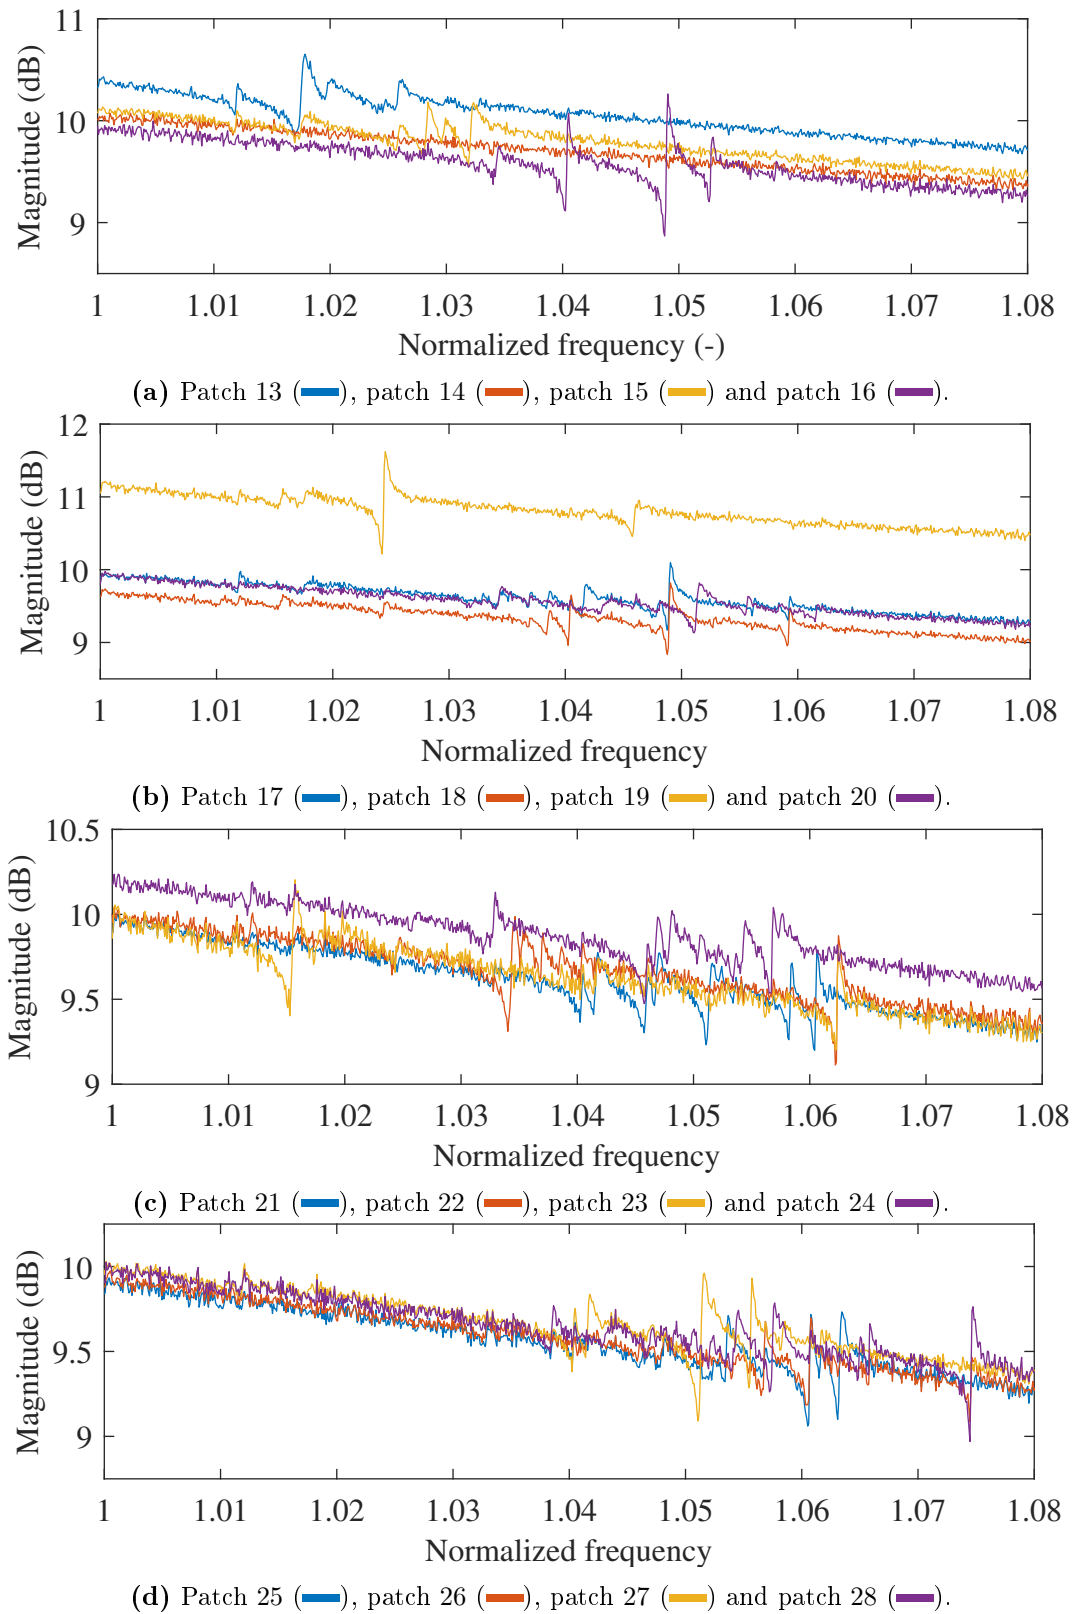 11
10
9
Magnitude (dB)
1 1.01 1.02 1.03 1.04 1.05 1.06 1.07 1.08
Normalized frequency (-)
(a) Patch 13 ( ), patch 14 ( ), patch 15 ( ) and patch 16 ( ).
12
11
10
9
Magnitude (dB)
1 1.01 1.02 1.03 1.04 1.05 1.06 1.07 1.08
Normalized frequency
(b) Patch 17 ( ), patch 18 ( ), patch 19 ( ) and patch 20 ( ).
10.5
10
9.5
9
Magnitude (dB)
1 1.01 1.02 1.03 1.04 1.05 1.06 1.07 1.08
Normalized frequency
(c) Patch 21 ( ), patch 22 ( ), patch 23 ( ) and patch 24 ( ).
10
9.5
9
Magnitude (dB)
1 1.01 1.02 1.03 1.04 1.05 1.06 1.07 1.08
Normalized frequency
(d) Patch 25 ( ), patch 26 ( ), patch 27 ( ) and patch 28 ( ).